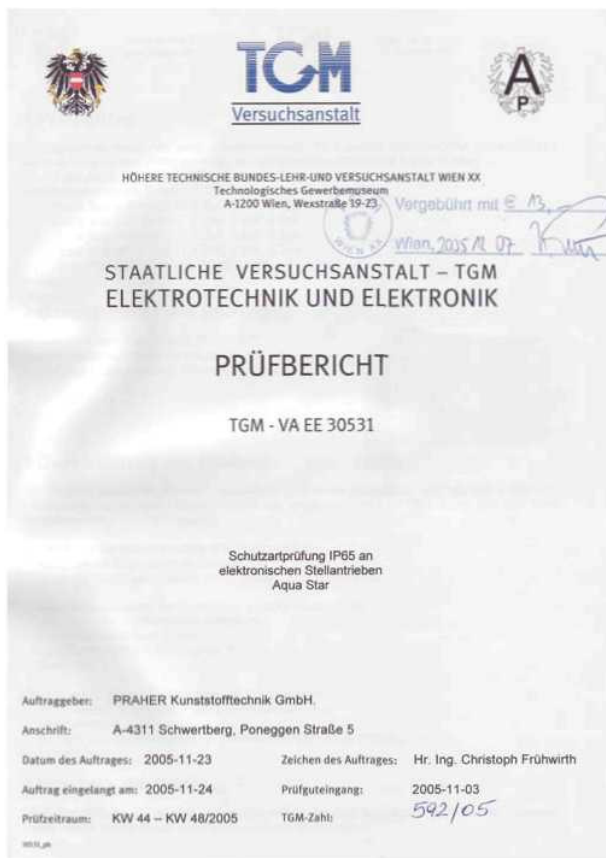 TGM
Versuchsanstalt
A
P
HÖHERE TECHNISCHE BUNDES-LEHR-UND VERSUCHSANSTALT WIEN XX
Technologisches Gewerbemuseum
A-1200 Wien, Wexstraße 19-23
Vergebührt mit € 13,-
WIEN XX
Wien, 2005 12 07
STAATLICHE VERSUCHSANSTALT – TGM
ELEKTROTECHNIK UND ELEKTRONIK
PRÜFBERICHT
TGM - VA EE 30531
Schutzartprüfung IP65 an
elektronischen Stellantrieben
Aqua Star
Auftraggeber: PRAHER Kunststofftechnik GmbH.
Anschrift: A-4311 Schwertberg, Poneggen Straße 5
Datum des Auftrages: 2005-11-23 Zeichen des Auftrages: Hr. Ing. Christoph Frühwirth
Auftrag eingelangt am: 2005-11-24 Prüfguteingang: 2005-11-03
Prüfzeitraum: KW 44 – KW 48/2005 TGM-Zahl: 592/05